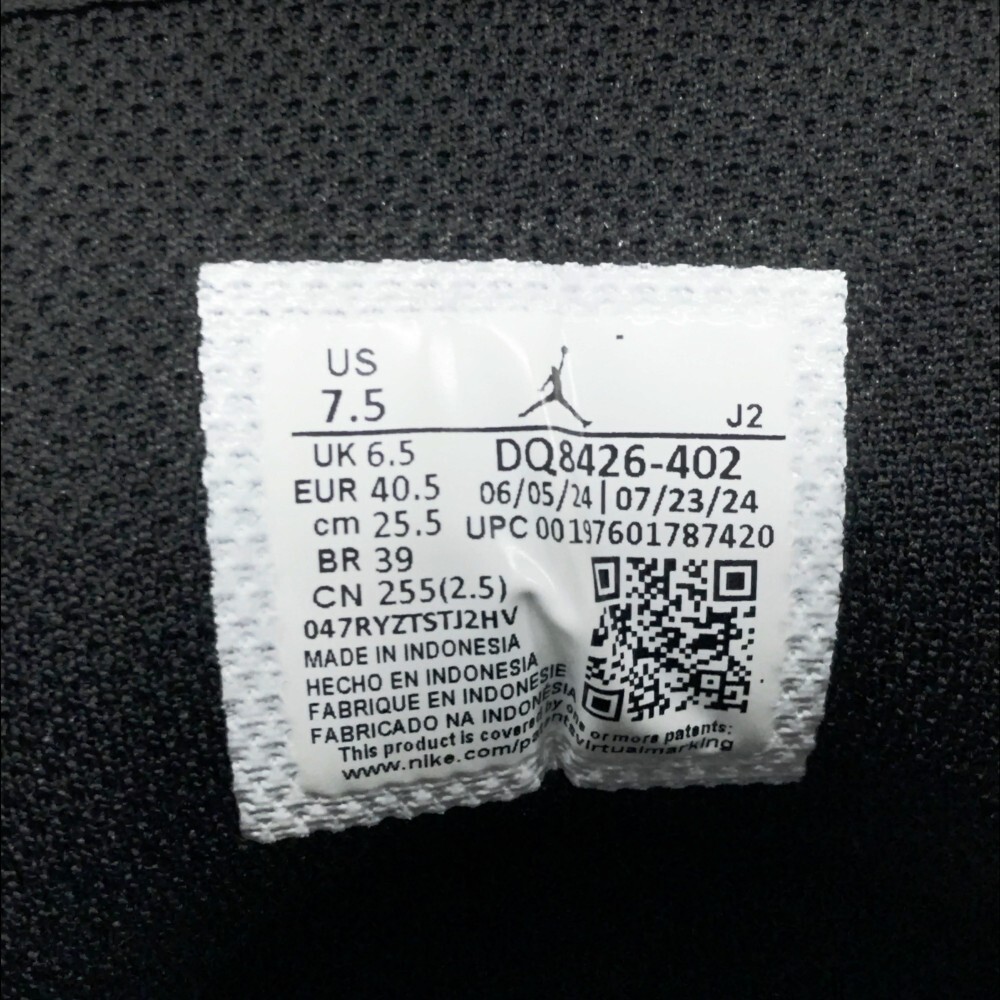 US
7.5
J2
UK 6.5
DQ8426-402
EUR 40.5
06/05/24 | 07/23/24
cm 25.5
UPC 00197601787420
BR 39
CN 255(2.5)
047RYZTSTJ2HV
MADE IN INDONESIA
HECHO EN INDONESIA
FABRIQUE EN INDONESIE
FABRICADO NA INDONÉSIA
This product is covered by one or more patents:
www.nike.com/patentsvirtualmarking